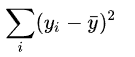 ∑_i (y_i − ȳ)²